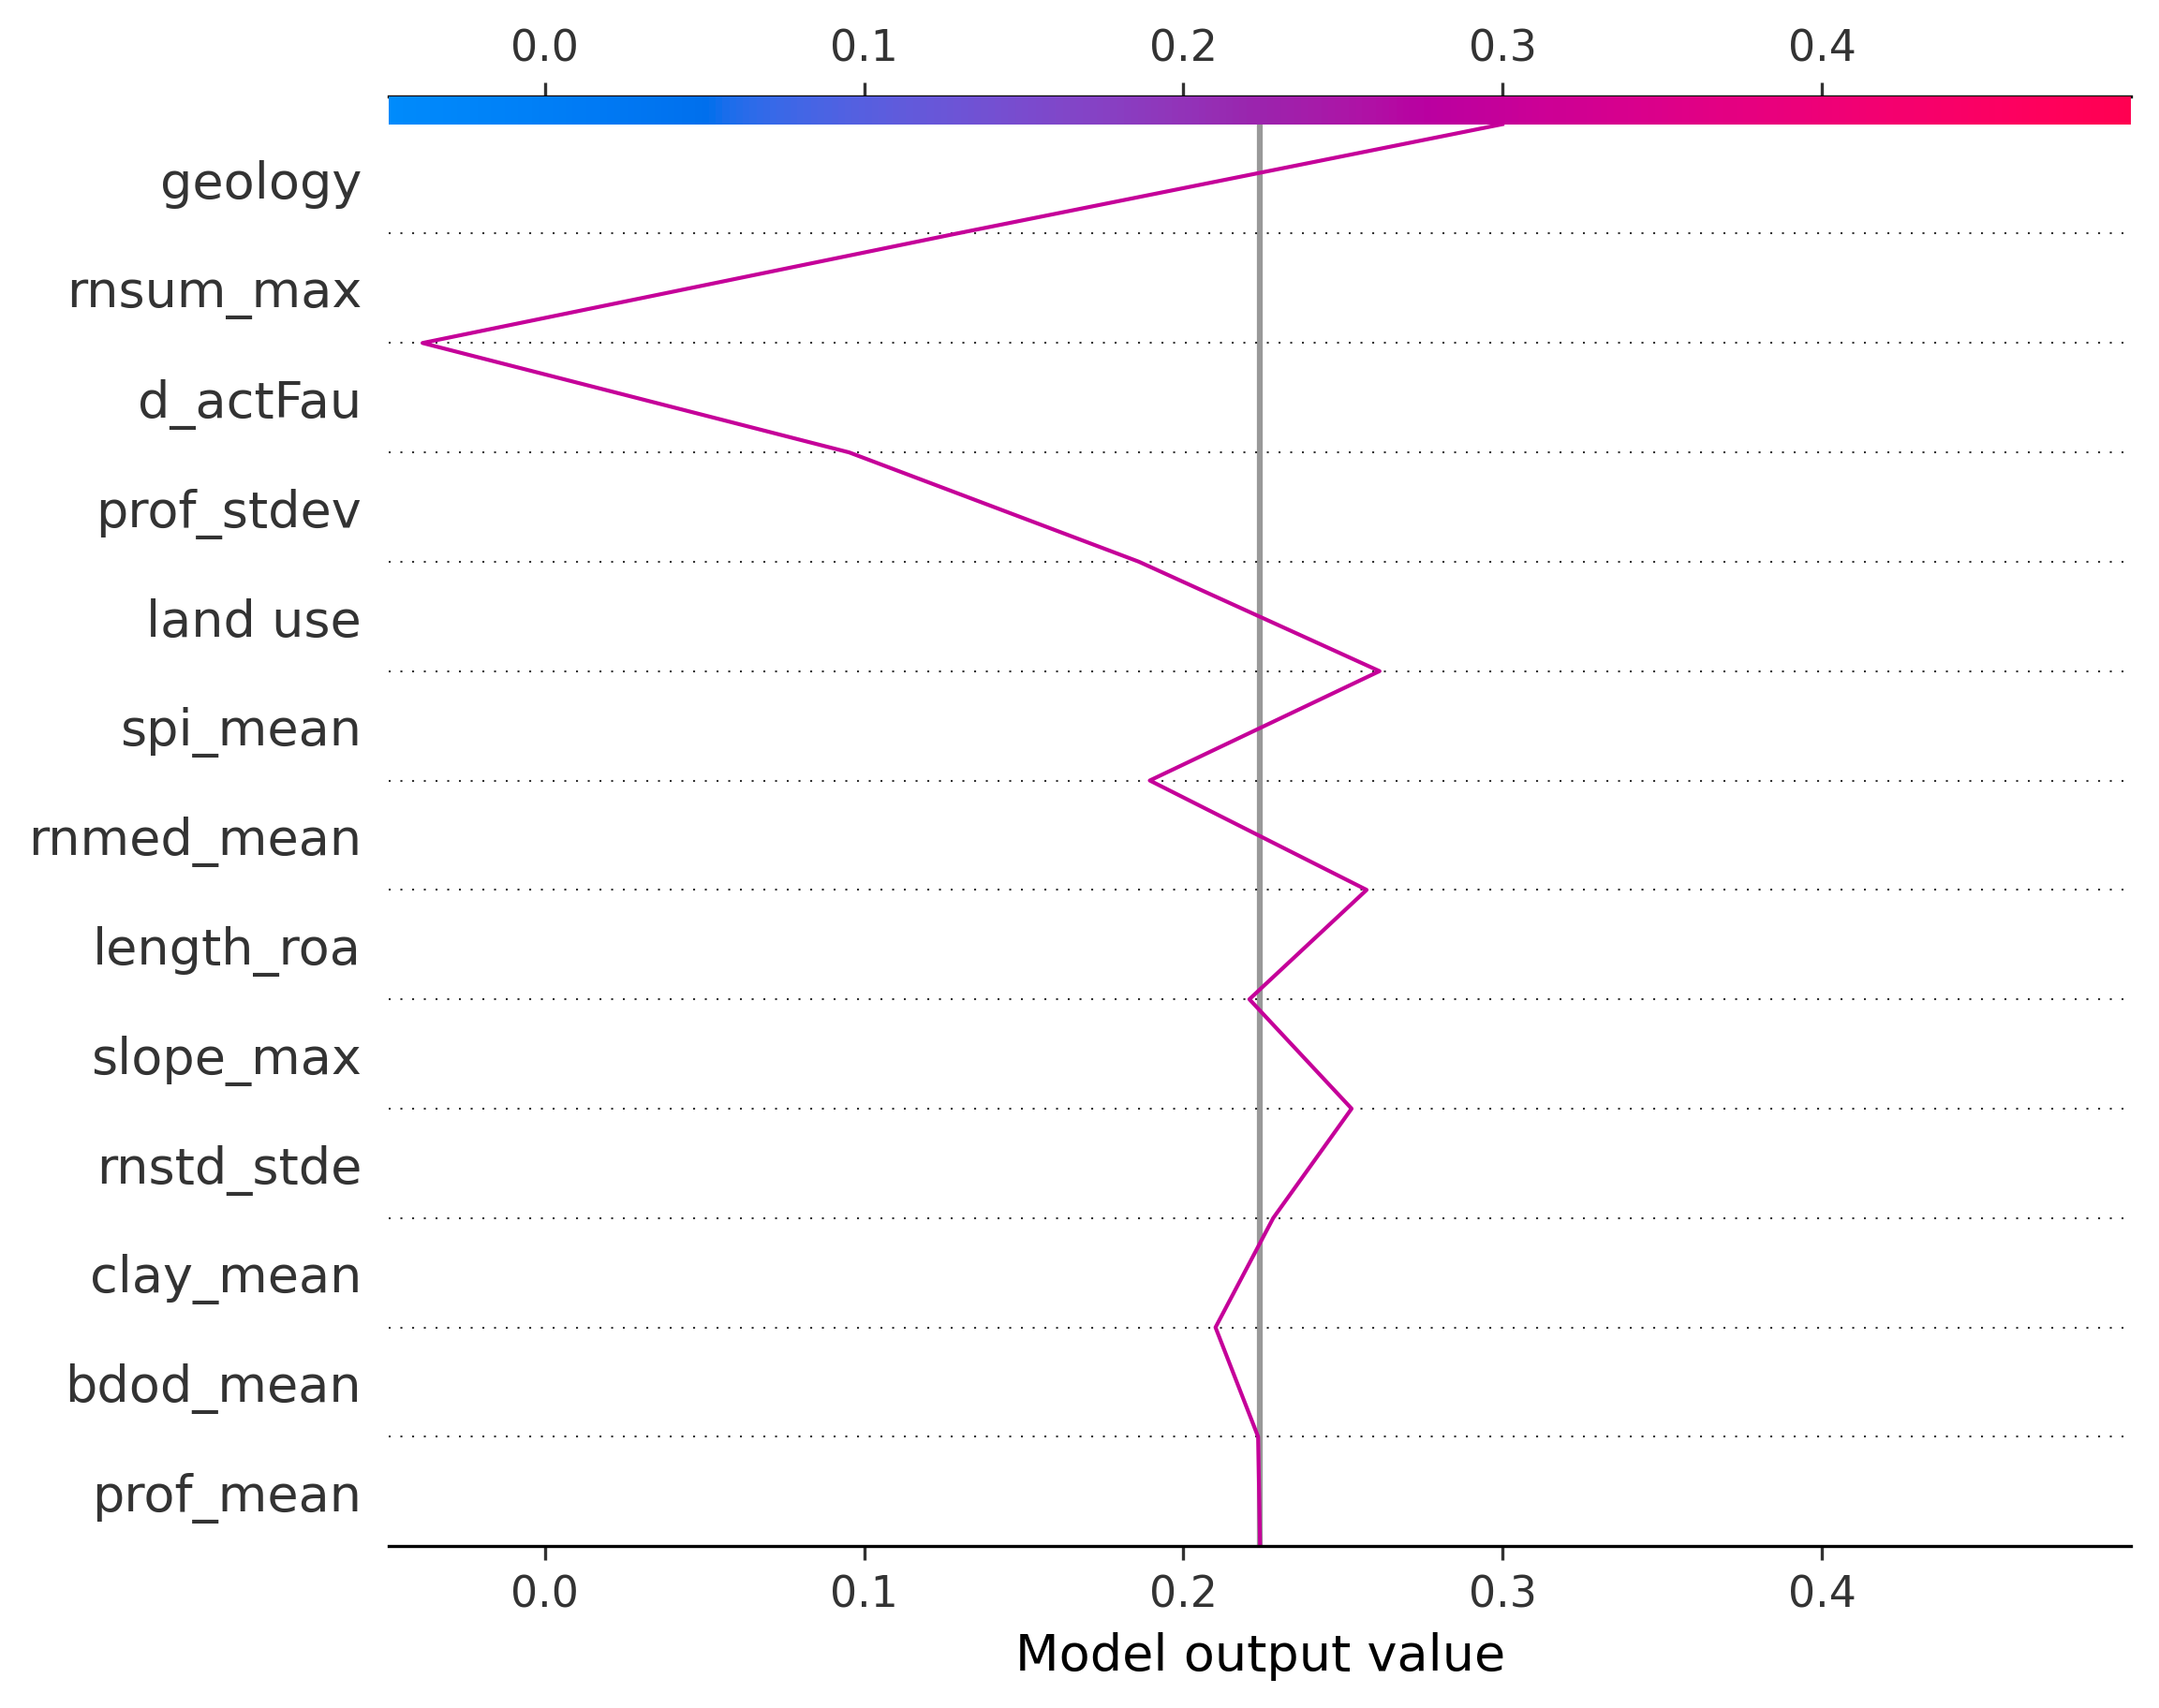 0.0 0.1 0.2 0.3 0.4
geology
rnsum_max
d_actFau
prof_stdev
land use
spi_mean
rnmed_mean
length_roa
slope_max
rnstd_stde
clay_mean
bdod_mean
prof_mean
0.0 0.1 0.2 0.3 0.4
Model output value